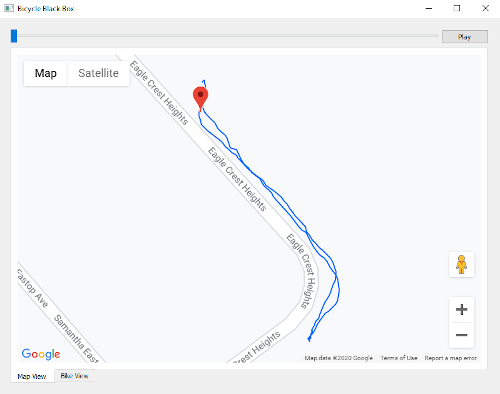 Bicycle Black Box
Play
Map
Satellite
Eagle Crest Heights
Eagle Crest Heights
Eagle Crest Heights
Eastop Ave
Samantha East
Crest Heights
Google
Map data ©2020 Google
Terms of Use
Report a map error
Map View
Bike View